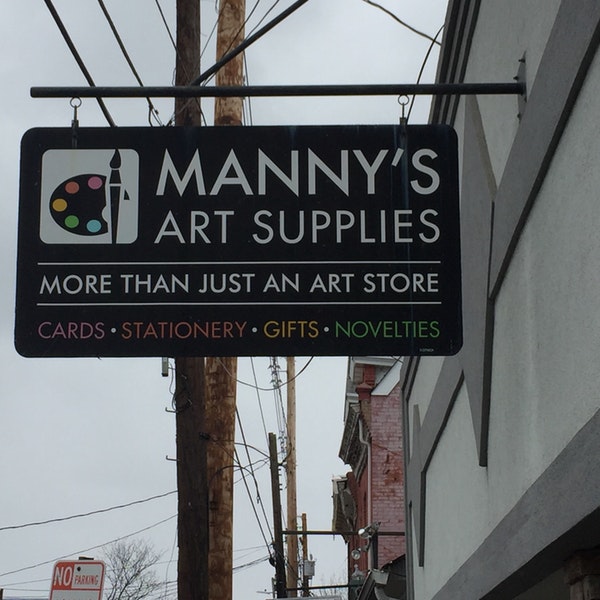 MANNY'S
ART SUPPLIES
MORE THAN JUST AN ART STORE
CARDS • STATIONERY • GIFTS • NOVELTIES
NO PARKING